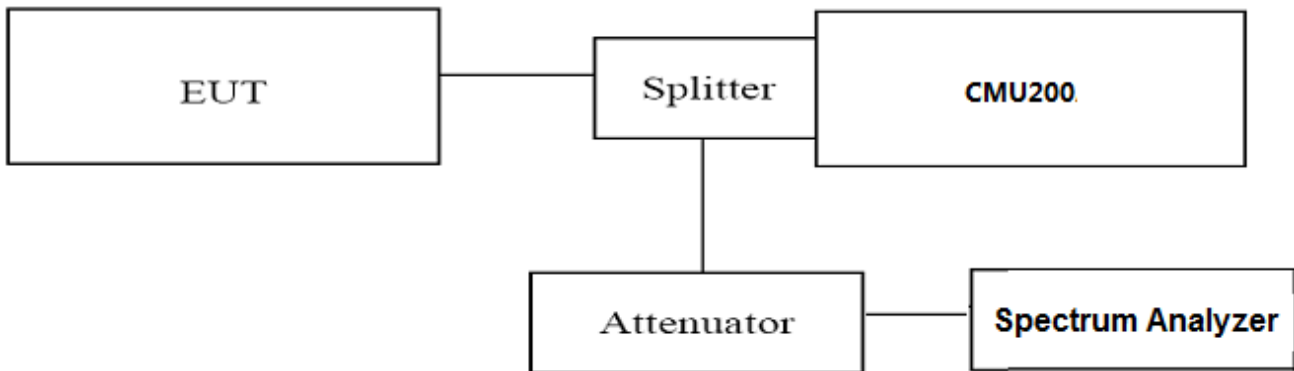 EUT
Splitter
CMU200.
Attenuator
Spectrum Analyzer